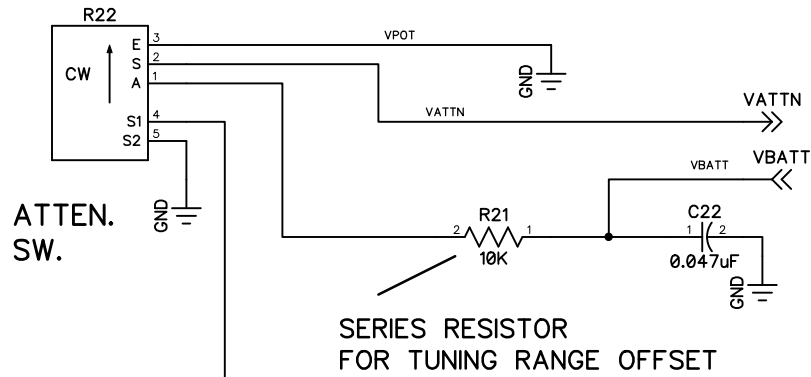 R22
E 3 VPOT
S 2
CW
A 1
GND
VATTN
VATTN
S1 4
S2 5
VBATT
VBATT
ATTEN.
SW.
GND
R21
2 1
10K
C22
1 2
0.047uF
GND
SERIES RESISTOR
FOR TUNING RANGE OFFSET